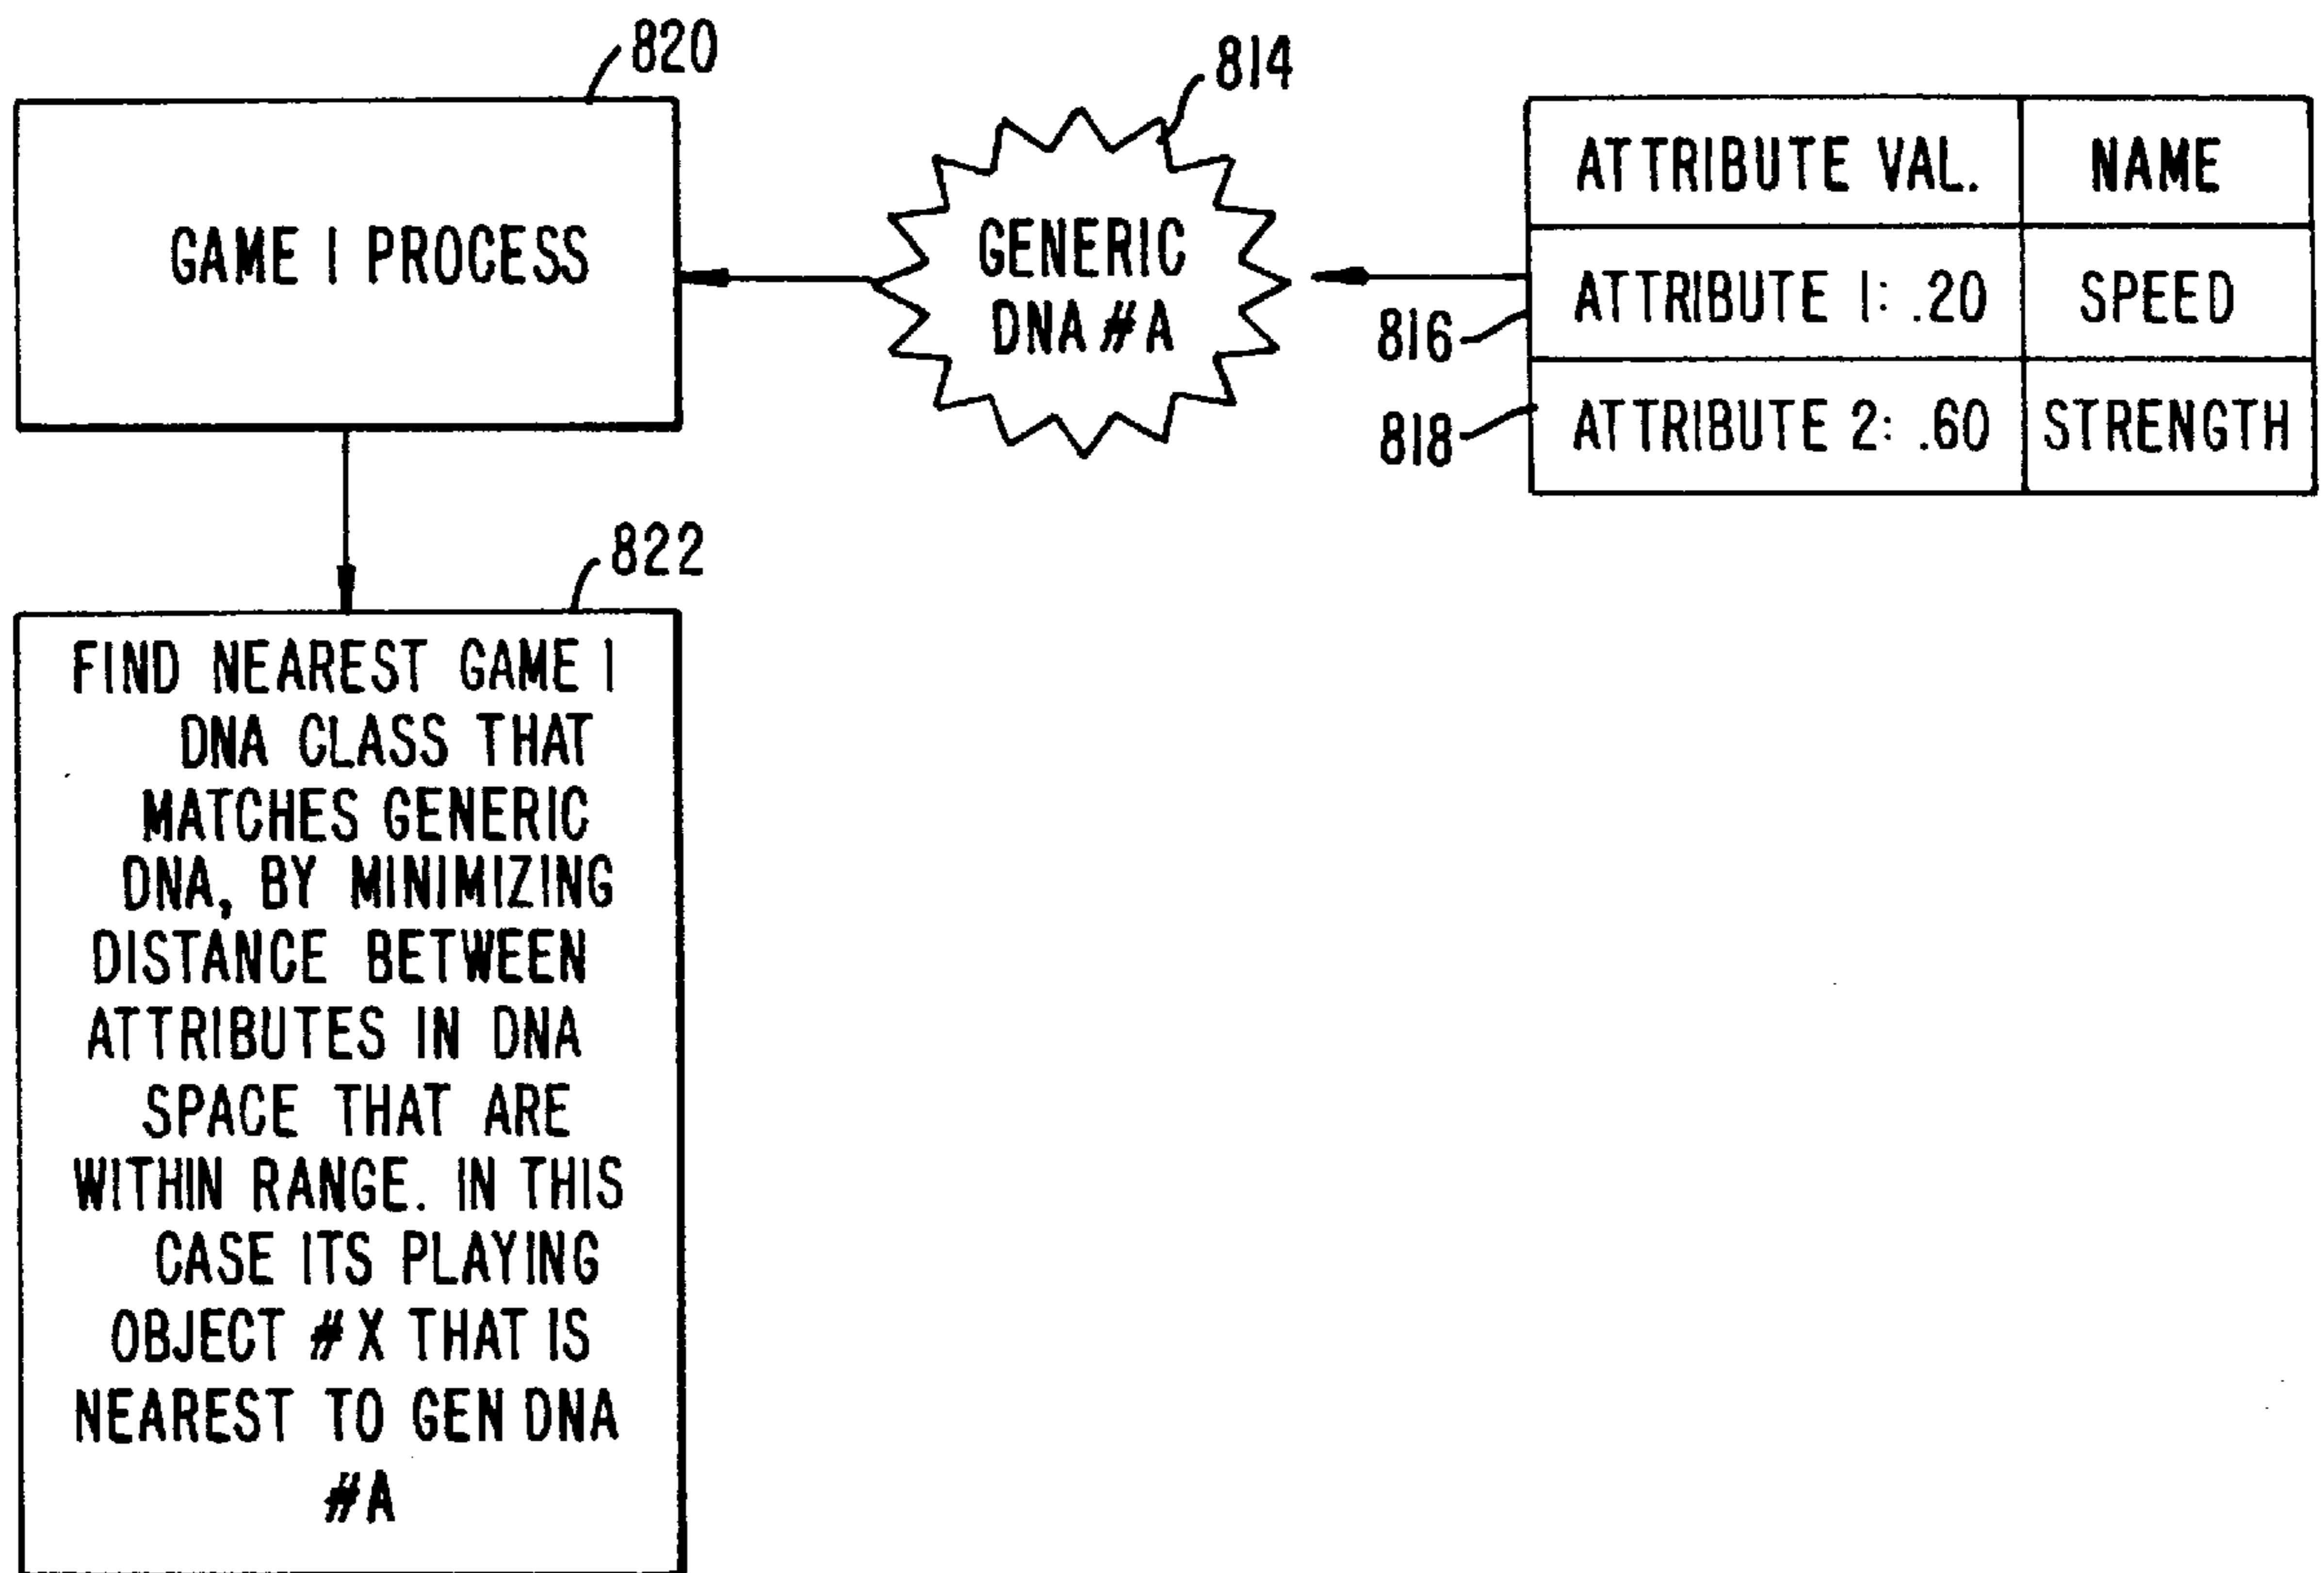 820
814
ATTRIBUTE VAL. NAME
GAME 1 PROCESS
GENERIC
DNA #A
ATTRIBUTE 1: .20 SPEED
816
ATTRIBUTE 2: .60 STRENGTH
818
822
FIND NEAREST GAME 1
DNA CLASS THAT
MATCHES GENERIC
DNA, BY MINIMIZING
DISTANCE BETWEEN
ATTRIBUTES IN DNA
SPACE THAT ARE
WITHIN RANGE. IN THIS
CASE ITS PLAYING
OBJECT #X THAT IS
NEAREST TO GEN DNA
#A